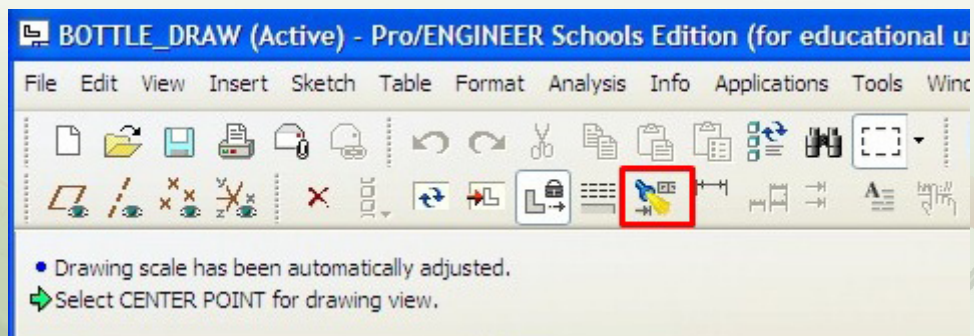 BOTTLE_DRAW (Active) - Pro/ENGINEER Schools Edition (for educational u
File Edit View Insert Sketch Table Format Analysis Info Applications Tools Winc
Drawing scale has been automatically adjusted.
Select CENTER POINT for drawing view.